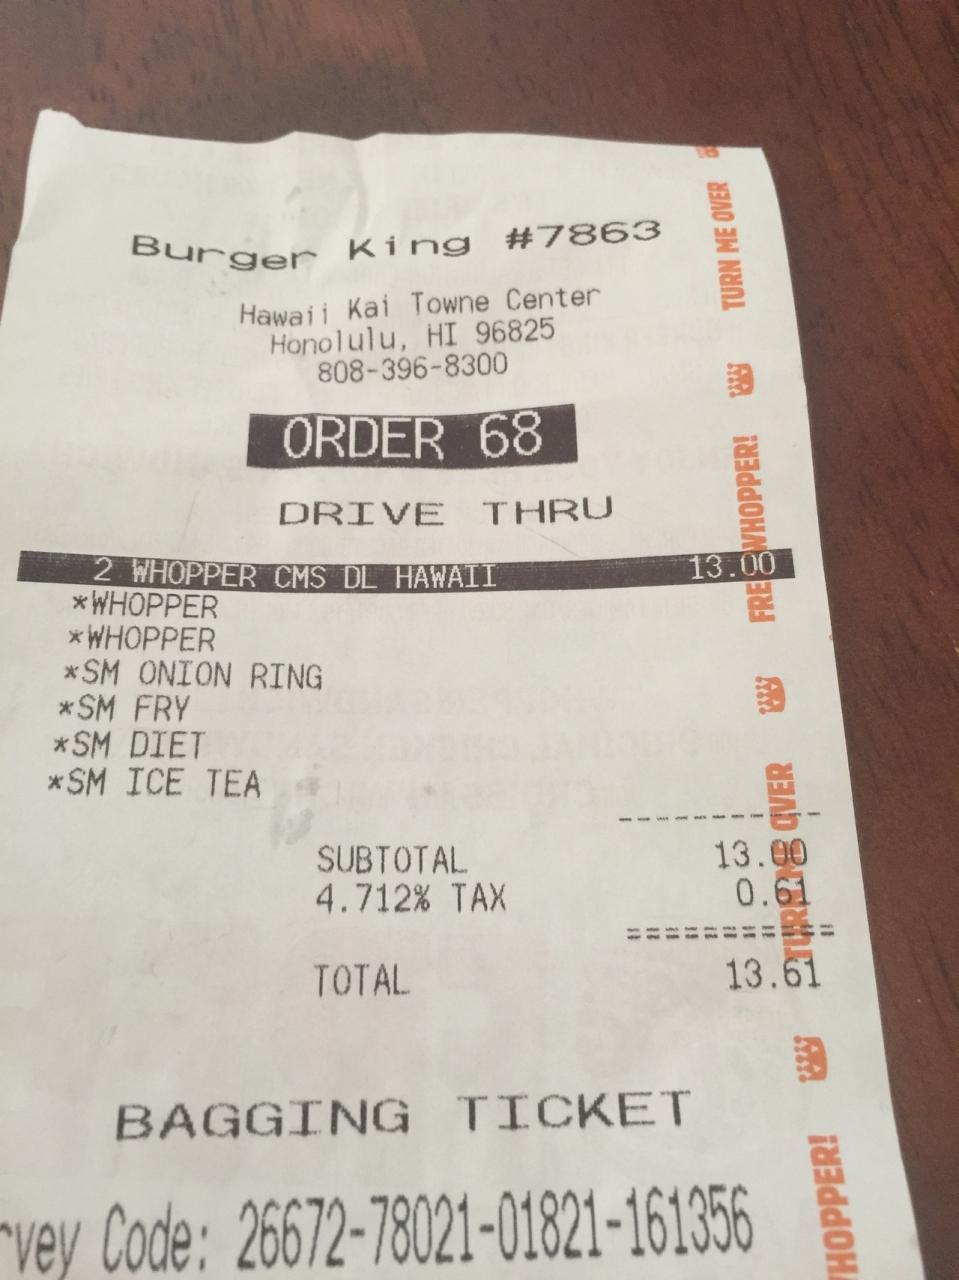 Burger King #7863
Hawaii Kai Towne Center
Honolulu, HI 96825
808-396-8300
ORDER 68
DRIVE THRU
2 WHOPPER CMS DL HAWAII 13.00
*WHOPPER
*WHOPPER
*SM ONION RING
*SM FRY
*SM DIET
*SM ICE TEA
SUBTOTAL 13.00
4.712% TAX 0.61
TOTAL 13.61
BAGGING TICKET
rvey Code: 26672-78021-01821-161356
TURN ME OVER
FREE WHOPPER!
TURN ME OVER
WHOPPER!